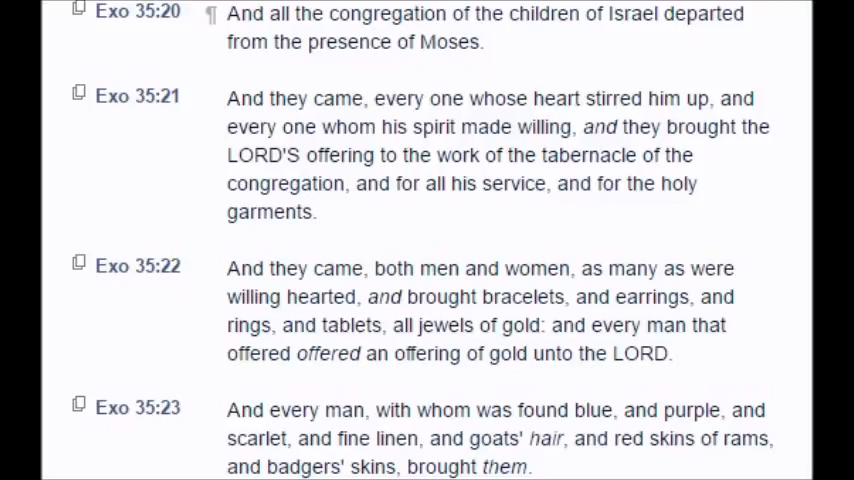 Exo 35:20 ¶ And all the congregation of the children of Israel departed
from the presence of Moses.
Exo 35:21 And they came, every one whose heart stirred him up, and
every one whom his spirit made willing, and they brought the
LORD'S offering to the work of the tabernacle of the
congregation, and for all his service, and for the holy
garments.
Exo 35:22 And they came, both men and women, as many as were
willing hearted, and brought bracelets, and earrings, and
rings, and tablets, all jewels of gold: and every man that
offered offered an offering of gold unto the LORD.
Exo 35:23 And every man, with whom was found blue, and purple, and
scarlet, and fine linen, and goats' hair, and red skins of rams,
and badgers' skins, brought them.